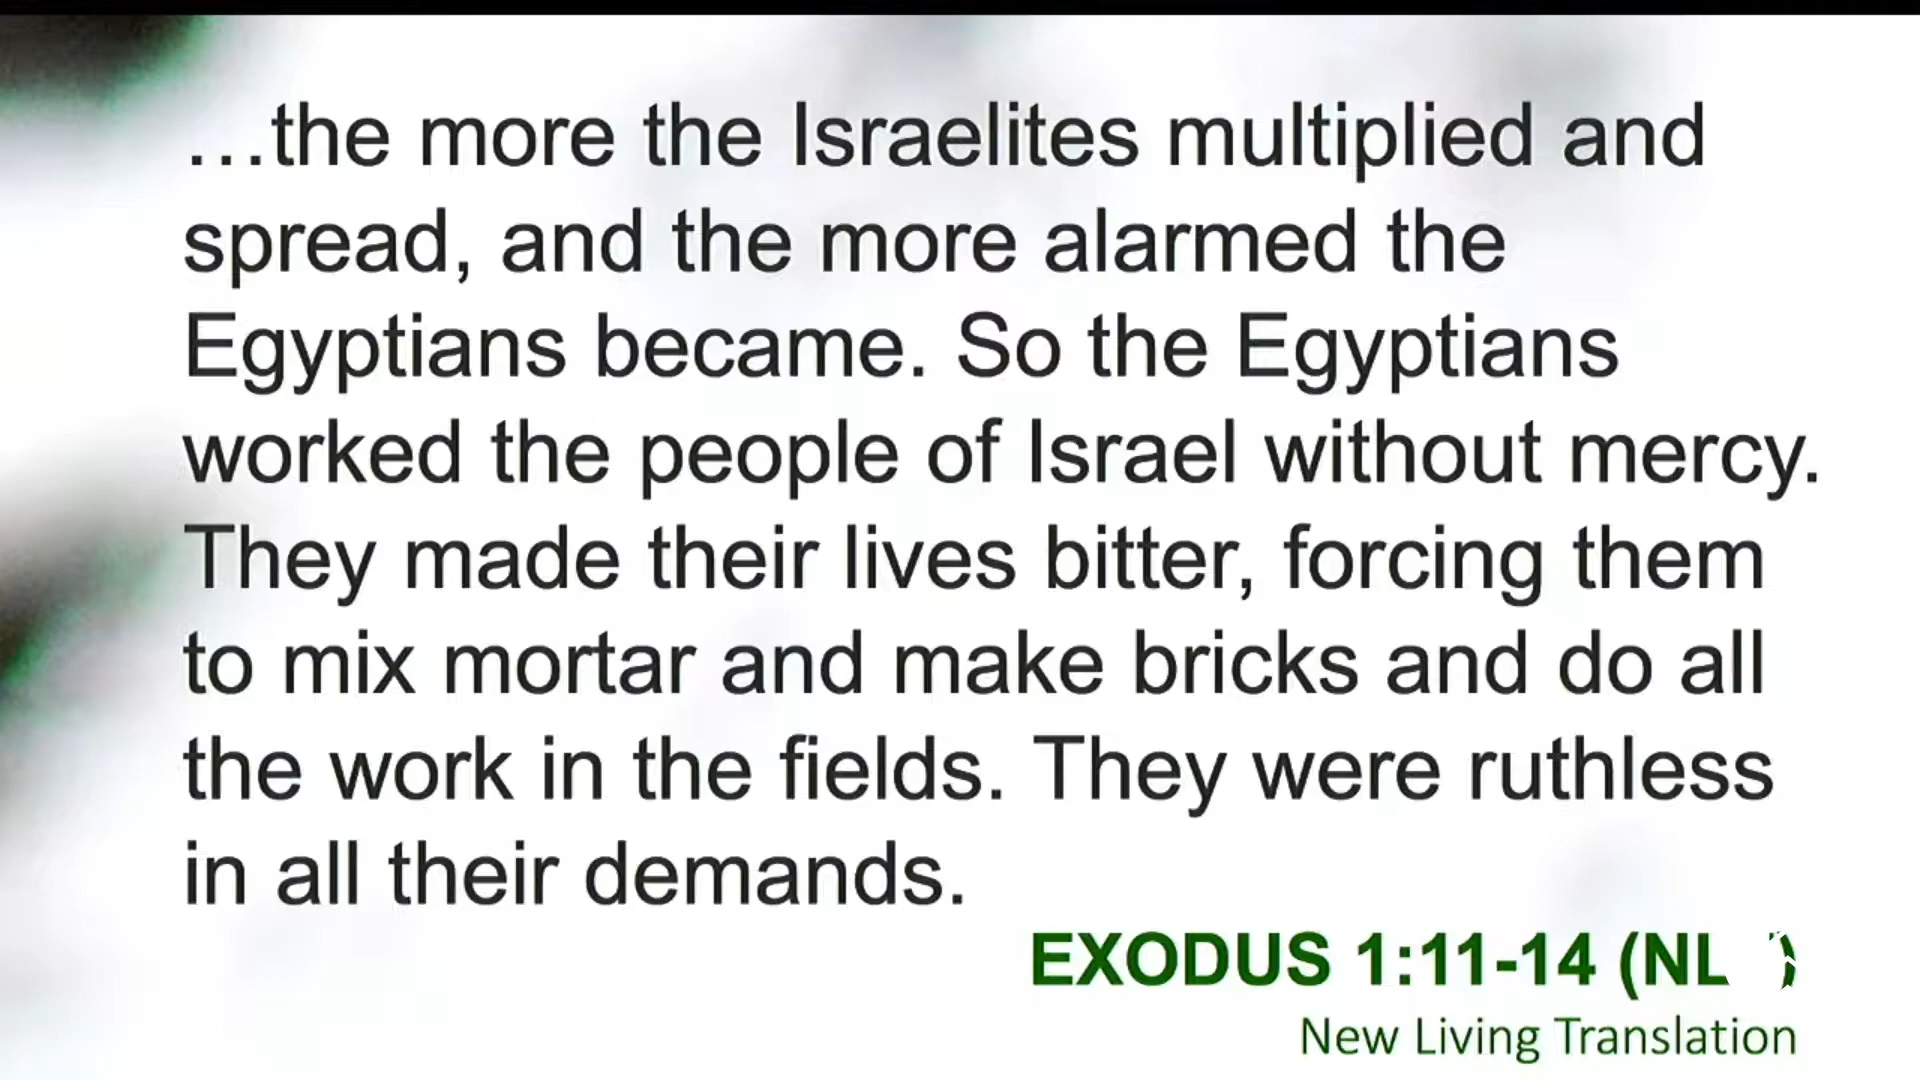 …the more the Israelites multiplied and
spread, and the more alarmed the
Egyptians became. So the Egyptians
worked the people of Israel without mercy.
They made their lives bitter, forcing them
to mix mortar and make bricks and do all
the work in the fields. They were ruthless
in all their demands.
EXODUS 1:11-14 (NL )
New Living Translation